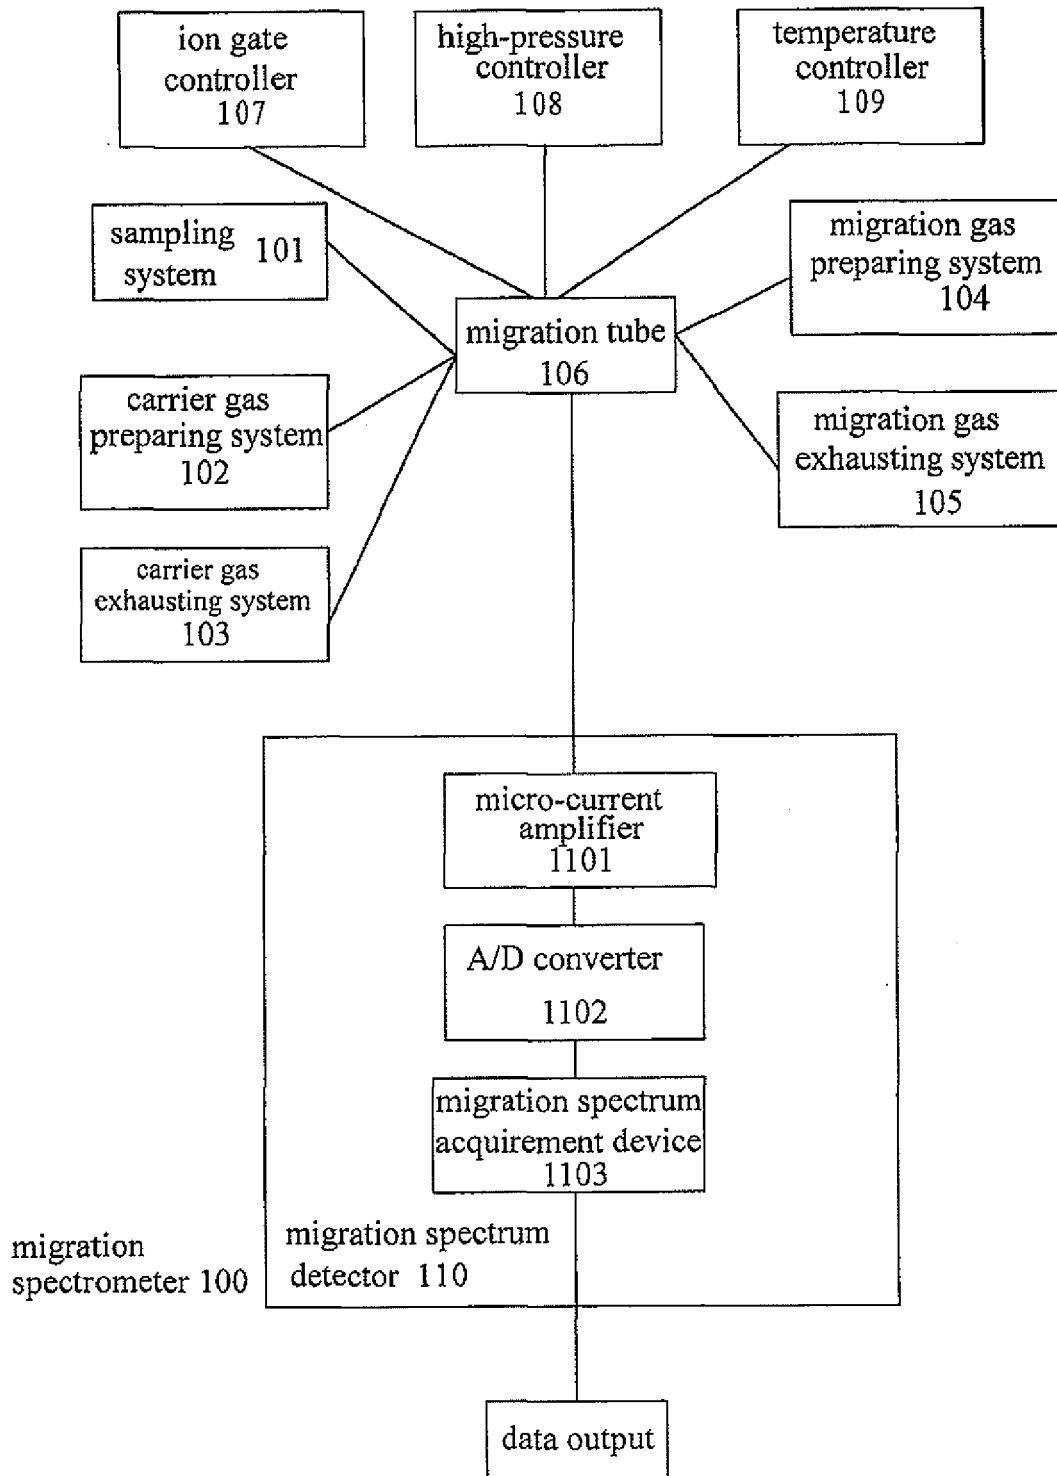 ion gate
controller
107
high-pressure
controller
108
temperature
controller
109
sampling
system
101
migration gas
preparing system
104
migration tube
106
carrier gas
preparing system
102
migration gas
exhausting system
105
carrier gas
exhausting system
103
micro-current
amplifier
1101
A/D converter
1102
migration spectrum
acquirement device
1103
migration
spectrometer 100
migration spectrum
detector 110
data output